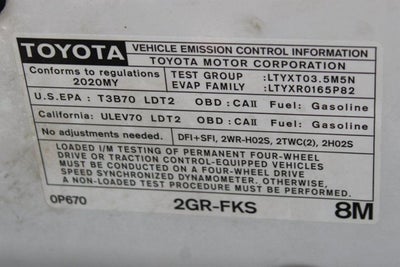 TOYOTA VEHICLE EMISSION CONTROL INFORMATION
TOYOTA MOTOR CORPORATION
Conforms to regulations 2020MY
TEST GROUP :LTYXT03.5M5N
EVAP FAMILY :LTYXR0165P82
U.S.EPA : T3B70 LDT2 OBD : CAII Fuel: Gasoline
California: ULEV70 LDT2 OBD : CAII Fuel: Gasoline
No adjustments needed. DFI+SFI, 2WR-HO2S, 2TWC(2), 2HO2S
LOADED I/M TESTING OF PERMANENT FOUR-WHEEL
DRIVE OR TRACTION CONTROL-EQUIPPED VEHICLES
MUST BE CONDUCTED ON A FOUR-WHEEL DRIVE
SPEED SYNCHRONIZED DYNAMOMETER. OTHERWISE, A
NON-LOADED TEST PROCEDURE MUST BE PERFORMED.
0P670 2GR-FKS 8M